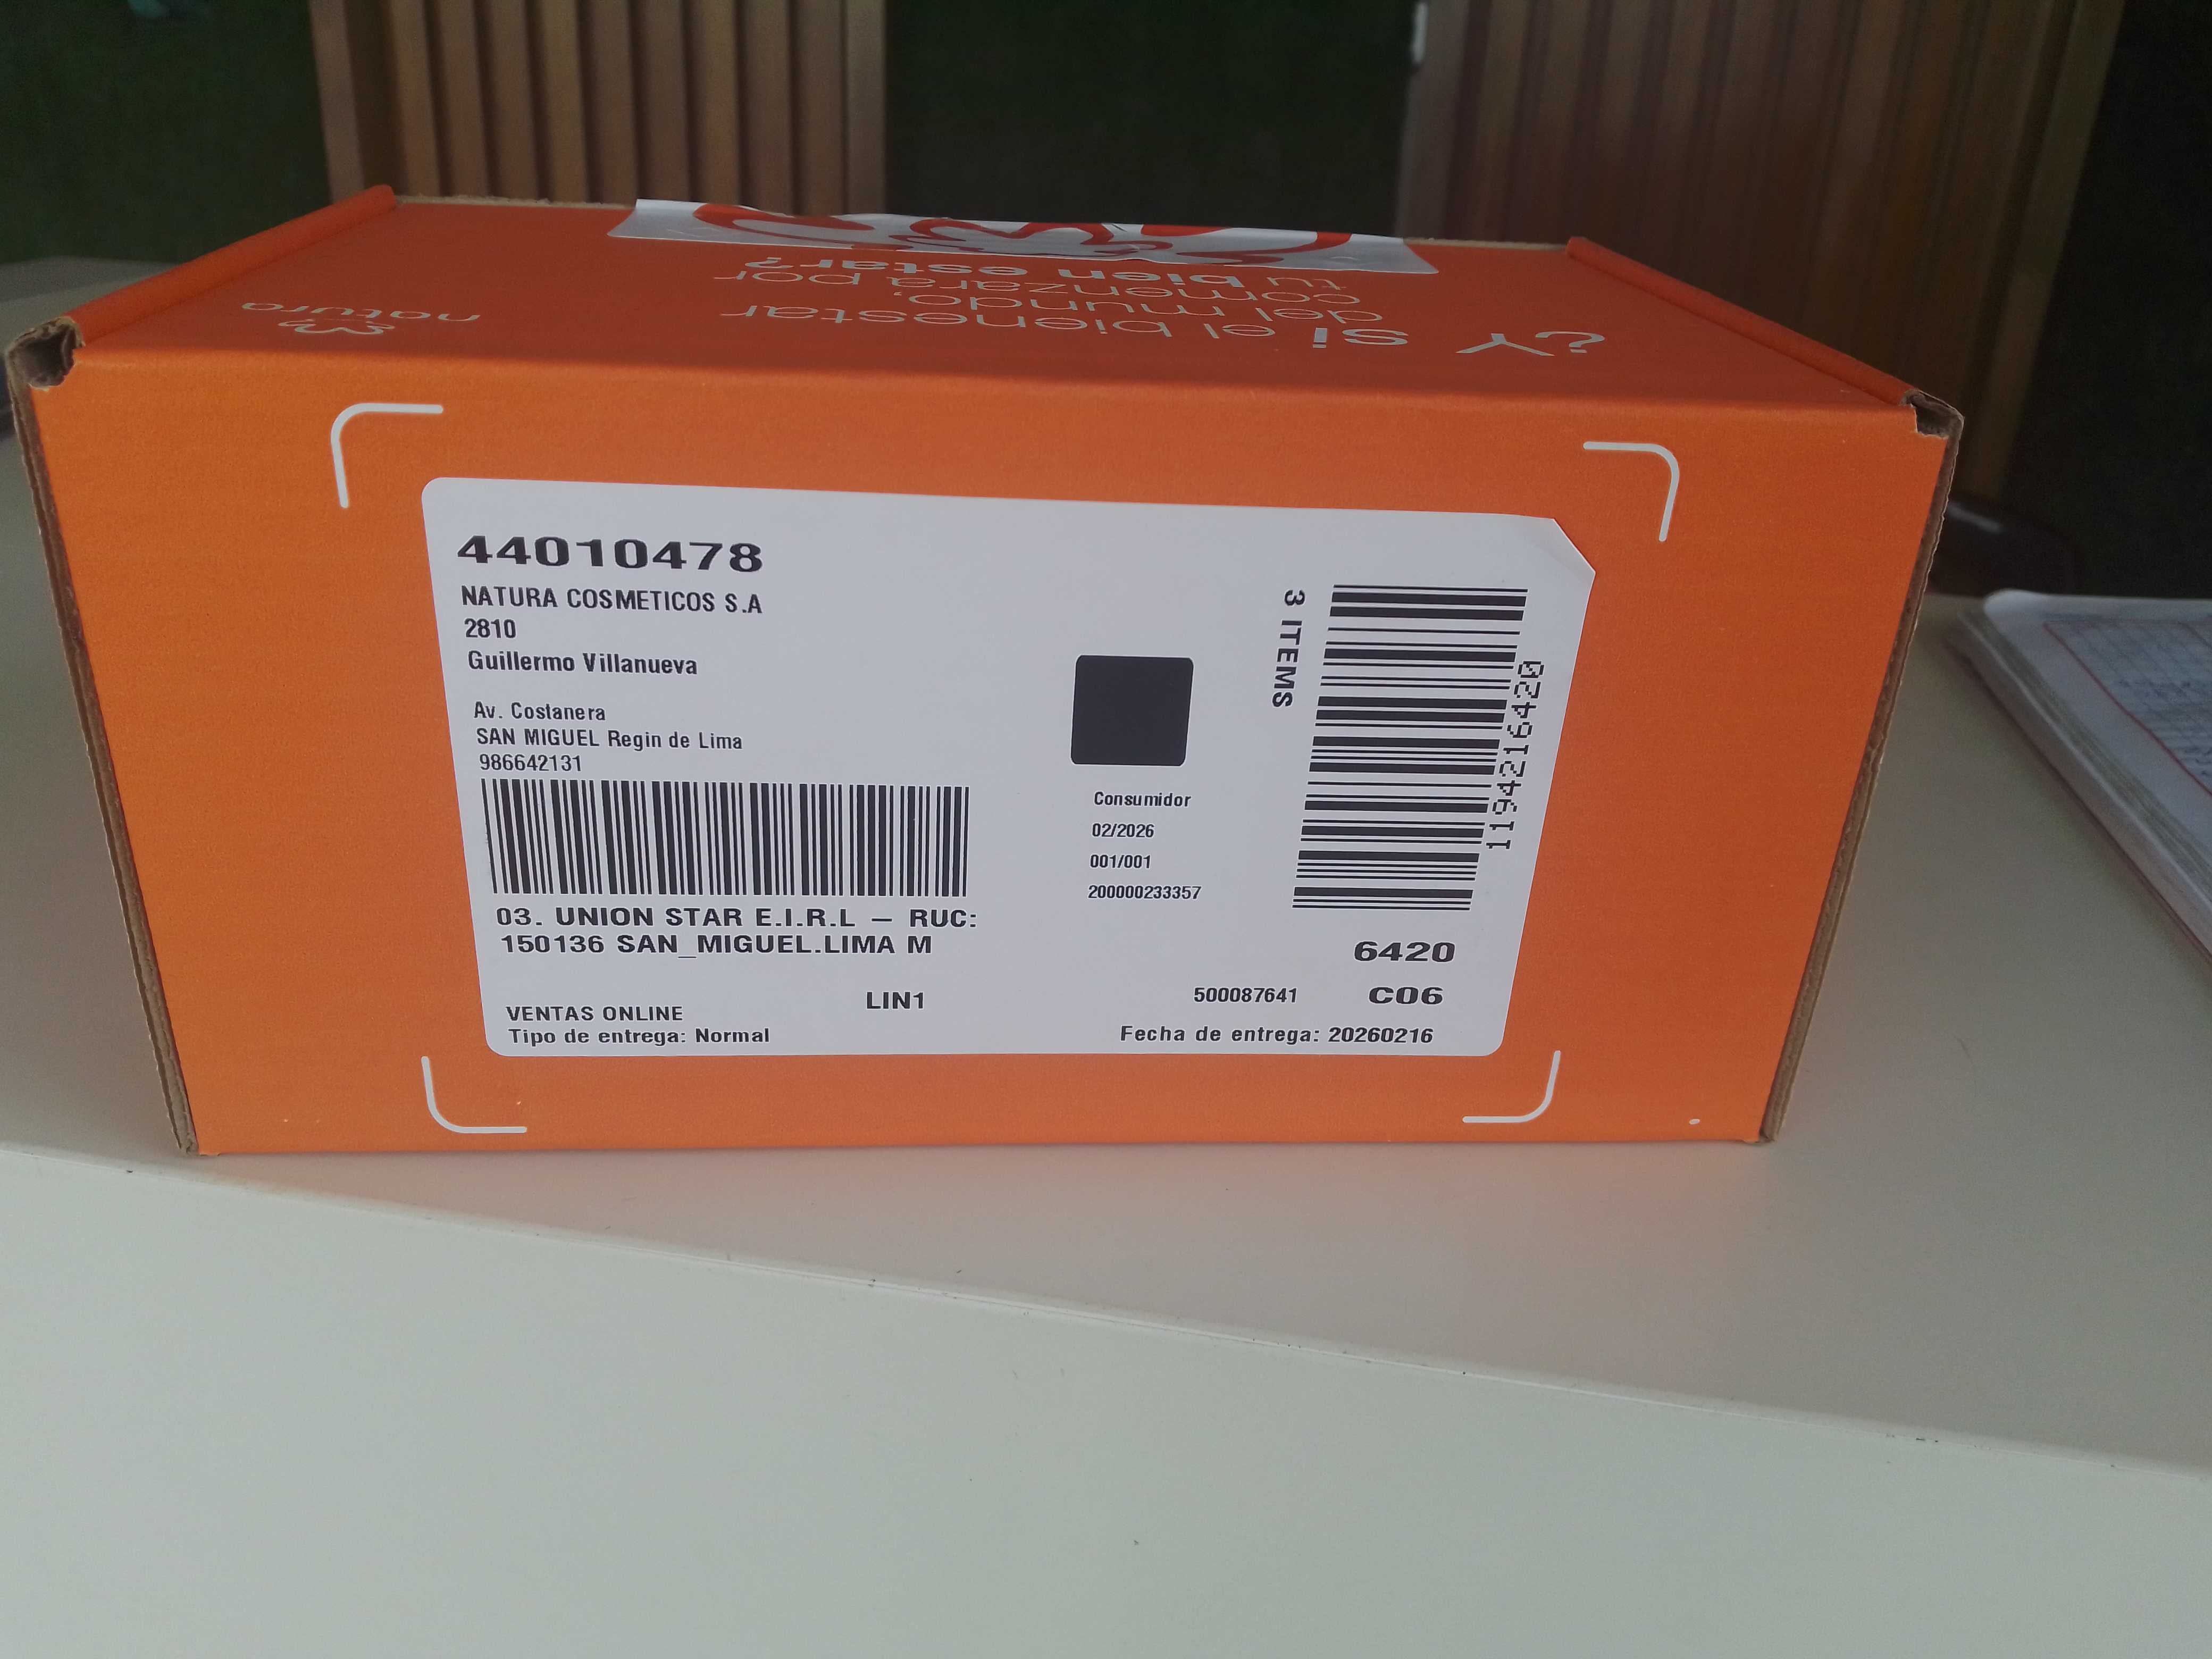 ¿Y si el bienestar
del mundo,
comenzara por
tu bien estar?
natura
44010478
NATURA COSMETICOS S.A
2810
Guillermo Villanueva
Av. Costanera
SAN MIGUEL Regin de Lima
986642131
03. UNION STAR E.I.R.L – RUC:
150136 SAN_MIGUEL.LIMA M
VENTAS ONLINE
Tipo de entrega: Normal
LIN1
Consumidor
02/2026
001/001
200000233357
3 ITEMS
1194216420
6420
500087641 C06
Fecha de entrega: 20260216